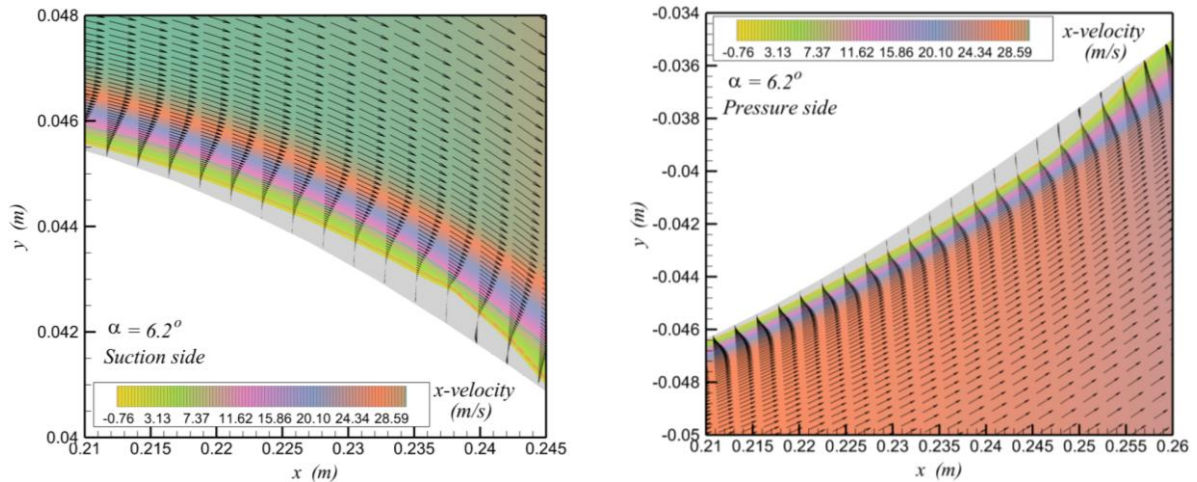 0.048
0.046
0.044
0.042
0.04
y (m)
α = 6.2°
Suction side
x-velocity
(m/s)
-0.76 3.13 7.37 11.62 15.86 20.10 24.34 28.59
0.21 0.215 0.22 0.225 0.23 0.235 0.24 0.245
x (m)
-0.034
-0.036
-0.038
-0.04
-0.042
-0.044
-0.046
-0.048
-0.05
y (m)
x-velocity
(m/s)
-0.76 3.13 7.37 11.62 15.86 20.10 24.34 28.59
α = 6.2°
Pressure side
0.21 0.215 0.22 0.225 0.23 0.235 0.24 0.245 0.25 0.255 0.26
x (m)